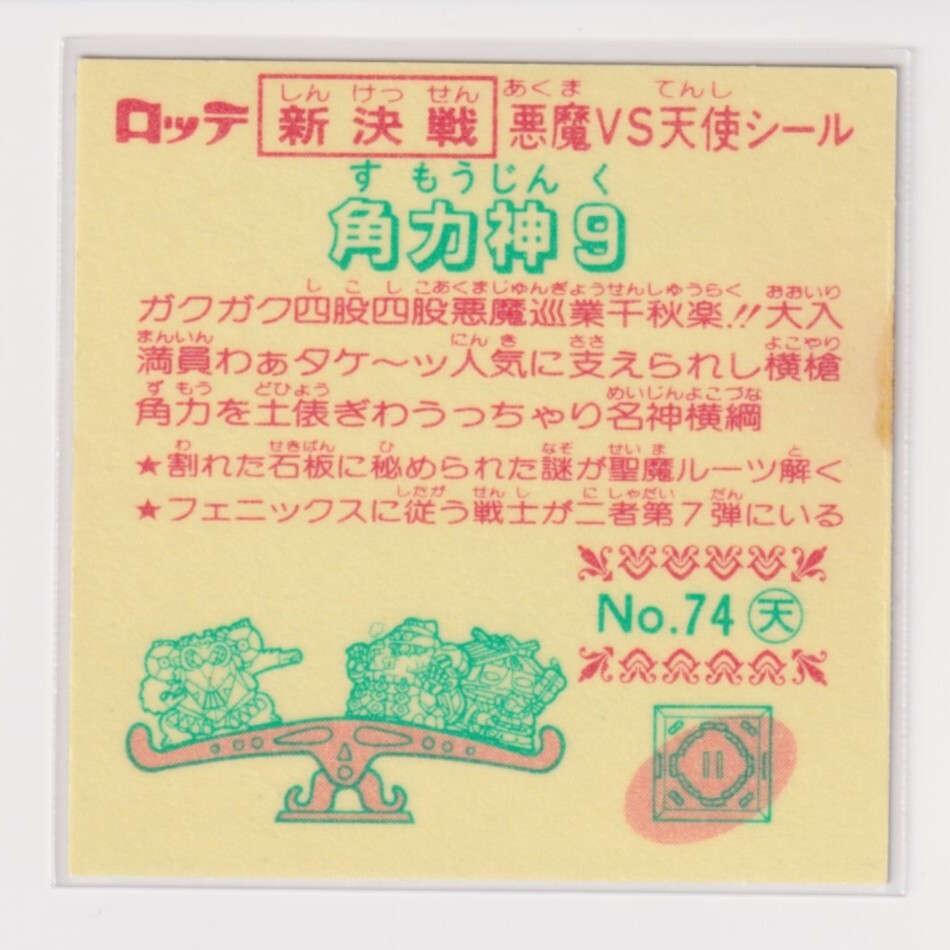 ロッテ 新決戦 悪魔VS天使シール
しん けっ せん あくま てんし
すもうじん く
角力神9
しこしこあくまじゅんぎょうせんしゅうらく おおいり
ガクガク四股四股悪魔巡業千秋楽!!大入
まんいん にんき ささ よこやり
満員わぁタケ〜ッ人気に支えられし横槍
ずもう どひょう めいじんよこづな
角力を土俵ぎわうっちゃり名神横綱
わ せきばん ひ なぞ せいま と
★割れた石板に秘められた謎が聖魔ルーツ解く
したが せんし にしゃだい だん
★フェニックスに従う戦士が二者第7弾にいる
No.74 天